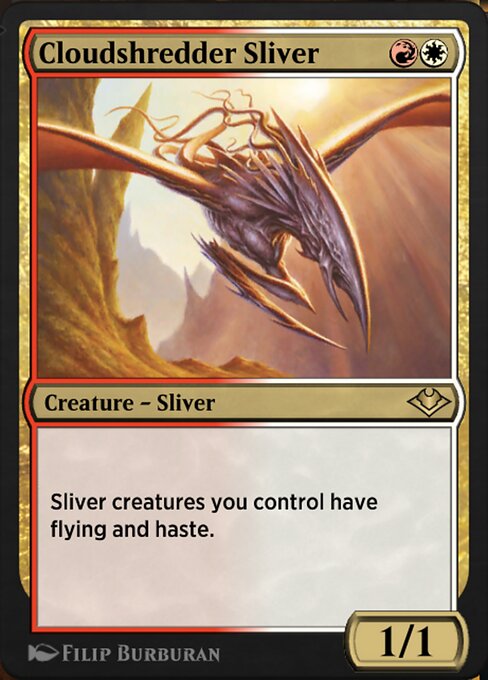 Cloudshredder Sliver
Creature – Sliver
Sliver creatures you control have
flying and haste.
1/1
Filip Burburan